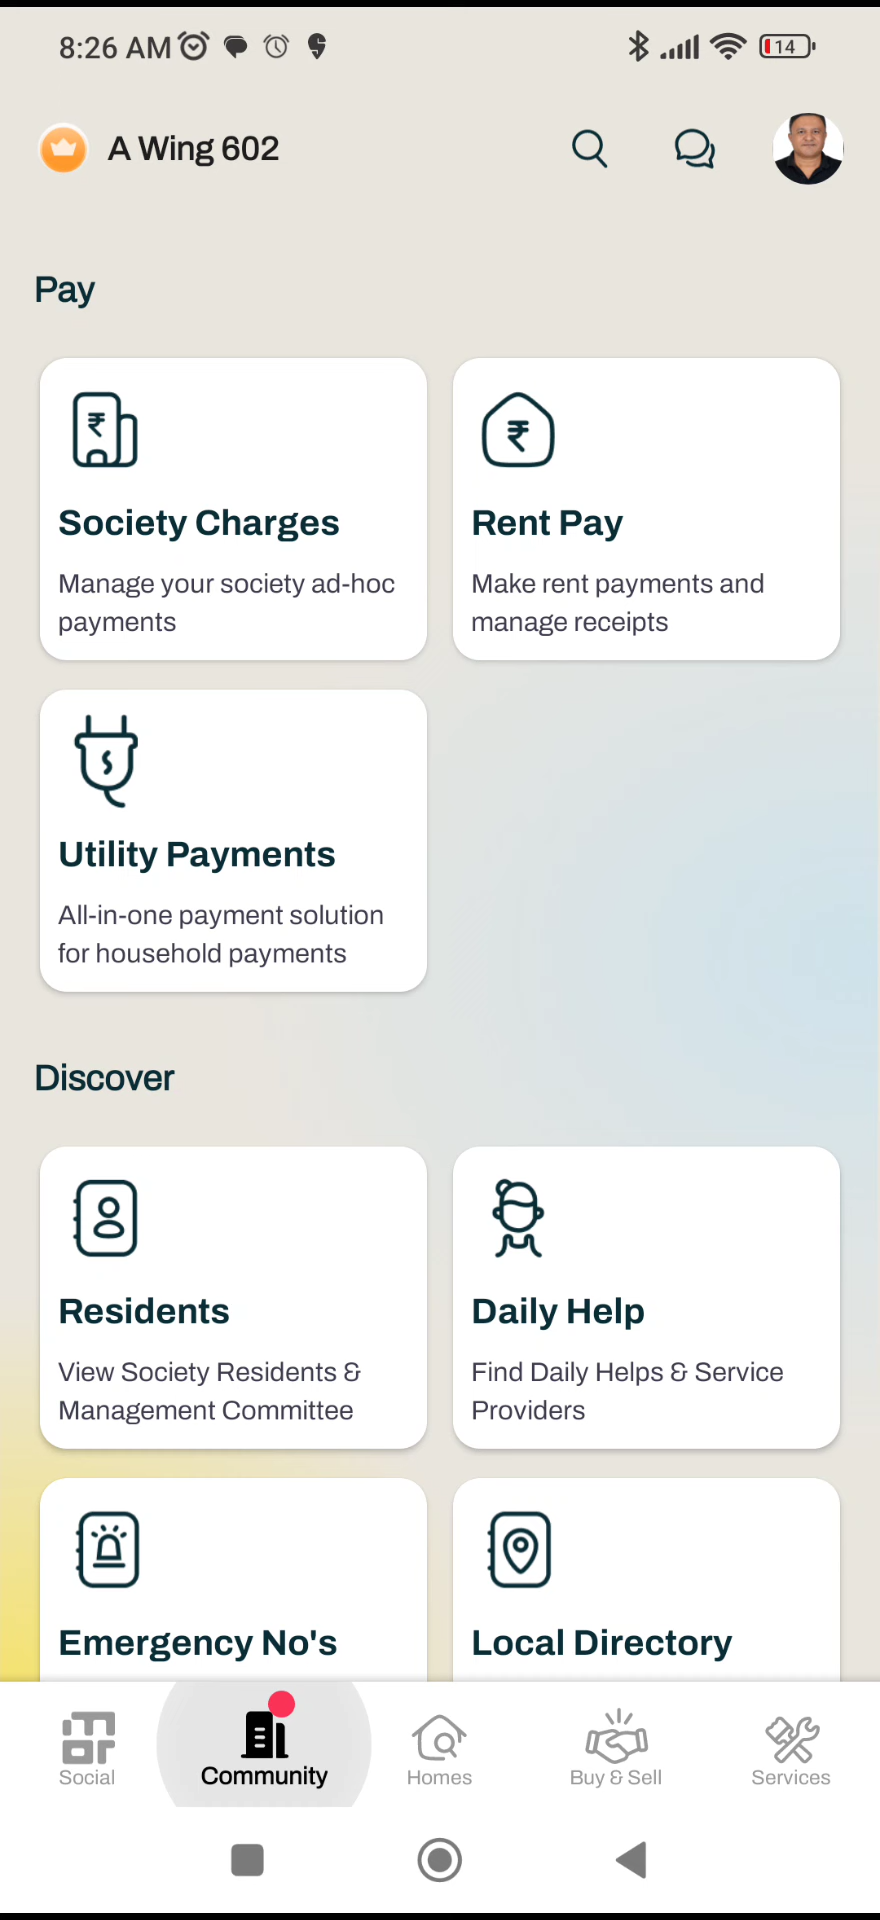 8:26 AM
14
A Wing 602
Pay
Society Charges
Manage your society ad-hoc
payments
Rent Pay
Make rent payments and
manage receipts
Utility Payments
All-in-one payment solution
for household payments
Discover
Residents
View Society Residents &
Management Committee
Daily Help
Find Daily Helps & Service
Providers
Emergency No's
Local Directory
Social
Community
Homes
Buy & Sell
Services